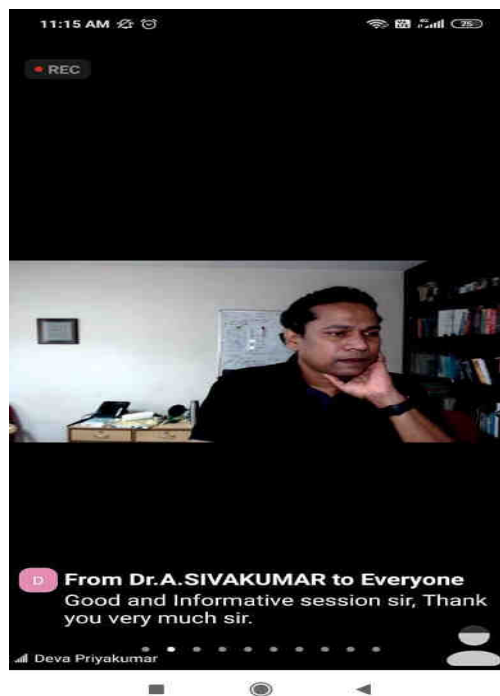 11:15 AM
75
REC
D
From Dr.A.SIVAKUMAR to Everyone
Good and Informative session sir, Thank
you very much sir.
Deva Priyakumar